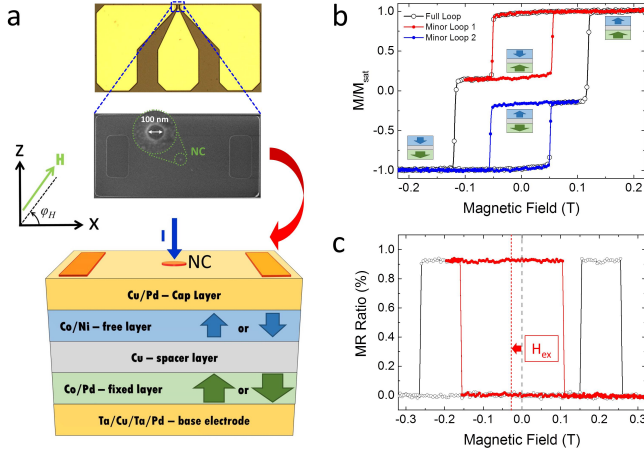 a
100 nm
NC
Z
H
φH
X
I
NC
Cu/Pd – Cap Layer
Co/Ni – free layer
or
Cu – spacer layer
Co/Pd – fixed layer
or
Ta/Cu/Ta/Pd – base electrode
b
Full Loop
Minor Loop 1
Minor Loop 2
M/Msat
1.0
0.5
0.0
-0.5
-1.0
-0.2
-0.1
0.0
0.1
0.2
Magnetic Field (T)
c
MR Ratio (%)
1.0
0.8
0.6
0.4
0.2
0.0
Hex
-0.3
-0.2
-0.1
0.0
0.1
0.2
0.3
Magnetic Field (T)